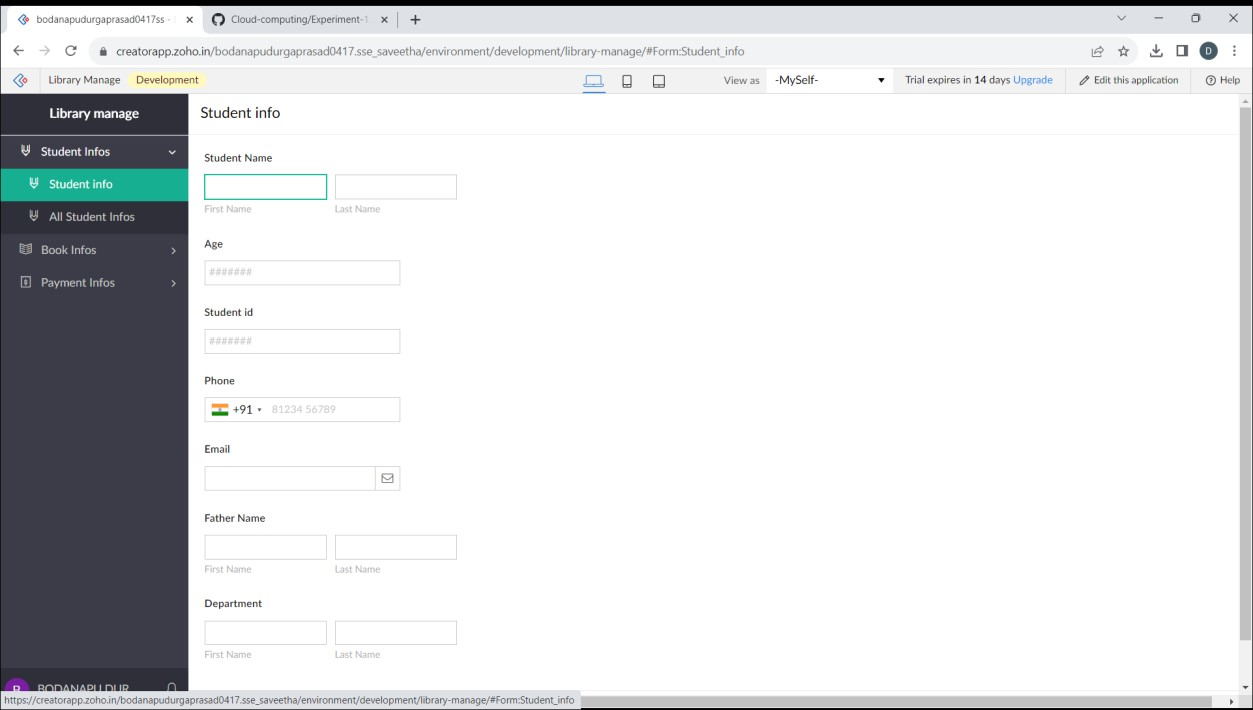 bodanapudurgaprasad0417ss -
Cloud-computing/Experiment-1
creatorapp.zoho.in/bodanapudurgaprasad0417.sse_saveetha/environment/development/library-manage/#Form:Student_info
D
Library Manage Development View as -MySelf- Trial expires in 14 days Upgrade Edit this application Help
Library manage
Student Infos
Student info
All Student Infos
Book Infos
Payment Infos
Student info
Student Name
First Name Last Name
Age
#######
Student id
#######
Phone
+91 81234 56789
Email
Father Name
First Name Last Name
Department
First Name Last Name
B BODANAPU DUR
https://creatorapp.zoho.in/bodanapudurgaprasad0417.sse_saveetha/environment/development/library-manage/#Form:Student_info